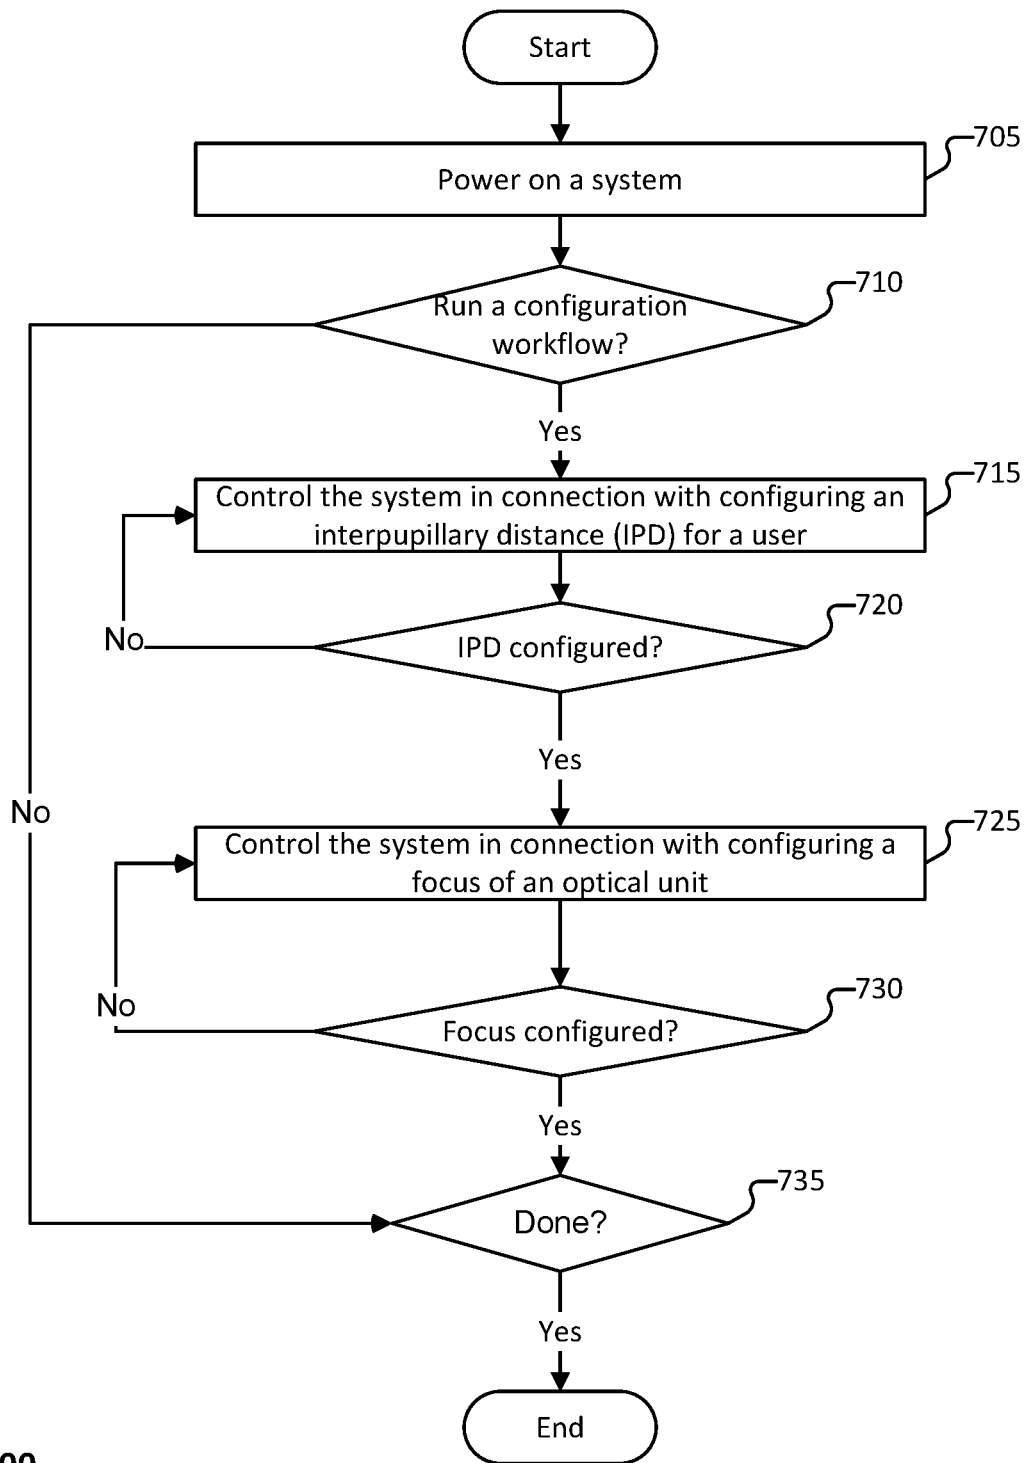 Start
705
Power on a system
710
Run a configuration
workflow?
Yes
715
Control the system in connection with configuring an
interpupillary distance (IPD) for a user
720
No
IPD configured?
Yes
No
725
Control the system in connection with configuring a
focus of an optical unit
730
No
Focus configured?
Yes
735
Done?
Yes
End